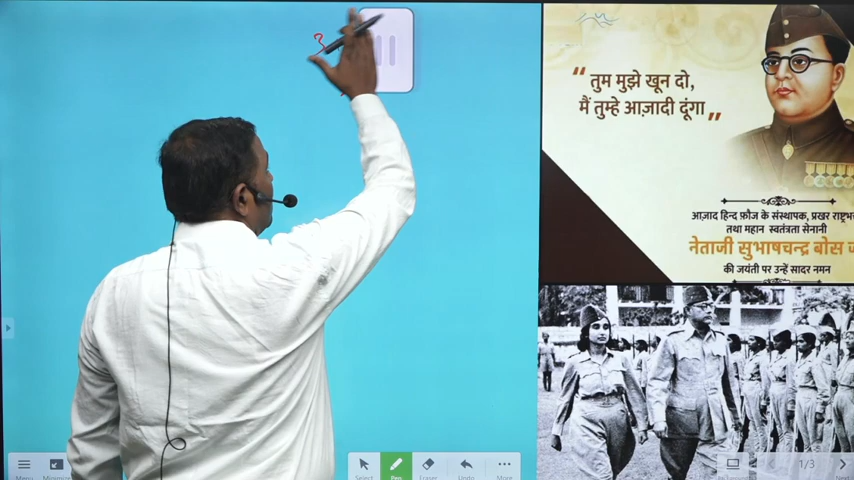 “ तुम मुझे खून दो,
मैं तुम्हे आज़ादी दूंगा „
आज़ाद हिन्द फ़ौज के संस्थापक, प्रखर
तथा महान स्वतंत्रता सेनानी
नेताजी सुभाषचन्द्र बोस
की जयंती पर उन्हें सादर नमन
Menu
Select
Pen
Eraser
Undo
More
1/3